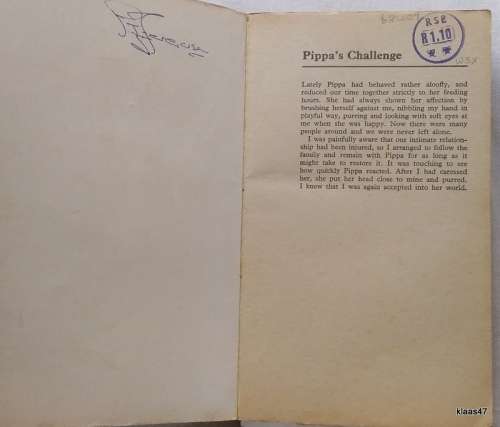 RSB
R1.10
Pippa's Challenge
Lately Pippa had behaved rather aloofly, and
reduced our time together strictly to her feeding
hours. She had always shown her affection by
brushing herself against me, nibbling my hand in
playful way, purring and looking with soft eyes at
me when she was happy. Now there were many
people around and we were never left alone.
I was painfully aware that our intimate relation-
ship had been injured, so I arranged to follow the
family and remain with Pippa for as long as it
might take to restore it. It was touching to see
how quickly Pippa reacted. After I had caressed
her, she put her head close to mine and purred.
I knew that I was again accepted into her world.
klaas47